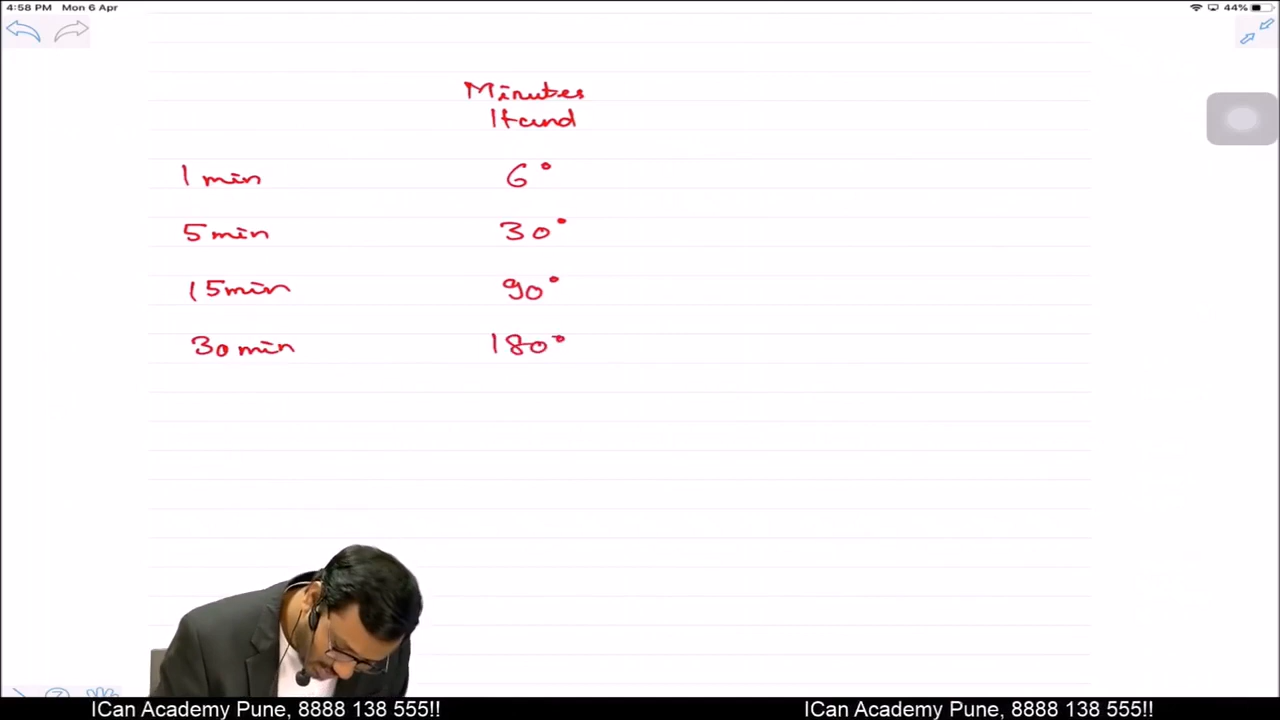 4:58 PM Mon 6 Apr 44%
Minutes
Hand
1 min 6°
5 min 30°
15 min 90°
30 min 180°
ICan Academy Pune, 8888 138 555!! ICan Academy Pune, 8888 138 555!!